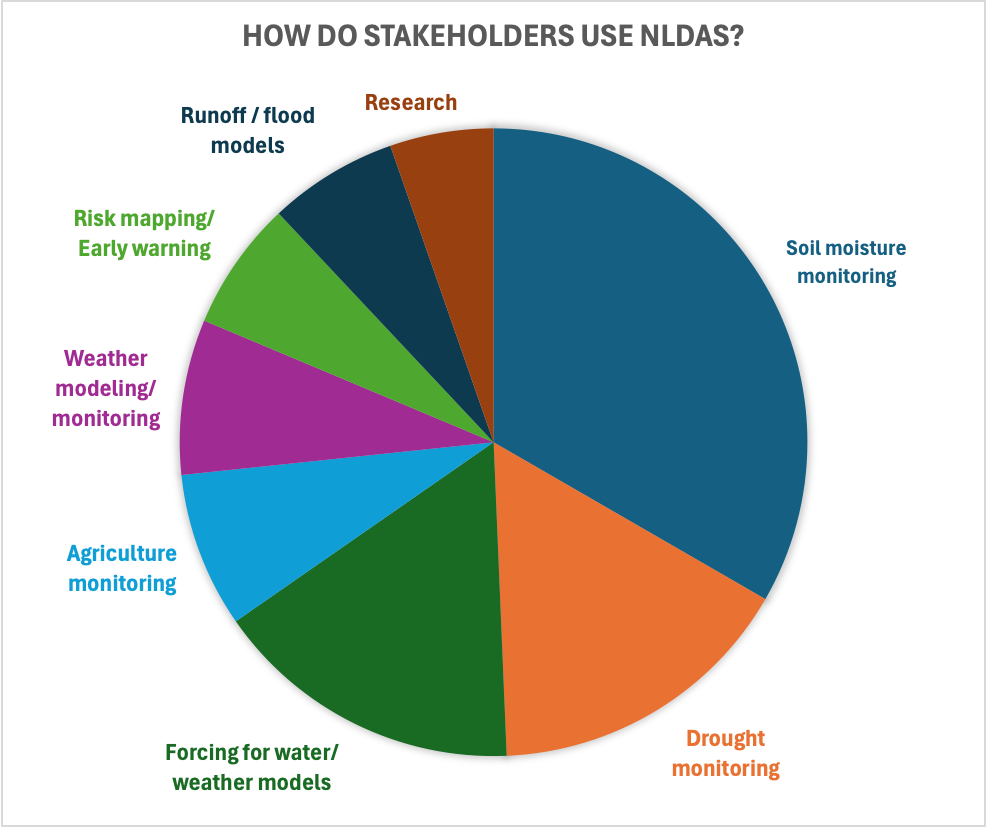 HOW DO STAKEHOLDERS USE NLDAS?
Research
Runoff / flood
models
Risk mapping/
Early warning
Soil moisture
monitoring
Weather
modeling/
monitoring
Agriculture
monitoring
Drought
monitoring
Forcing for water/
weather models